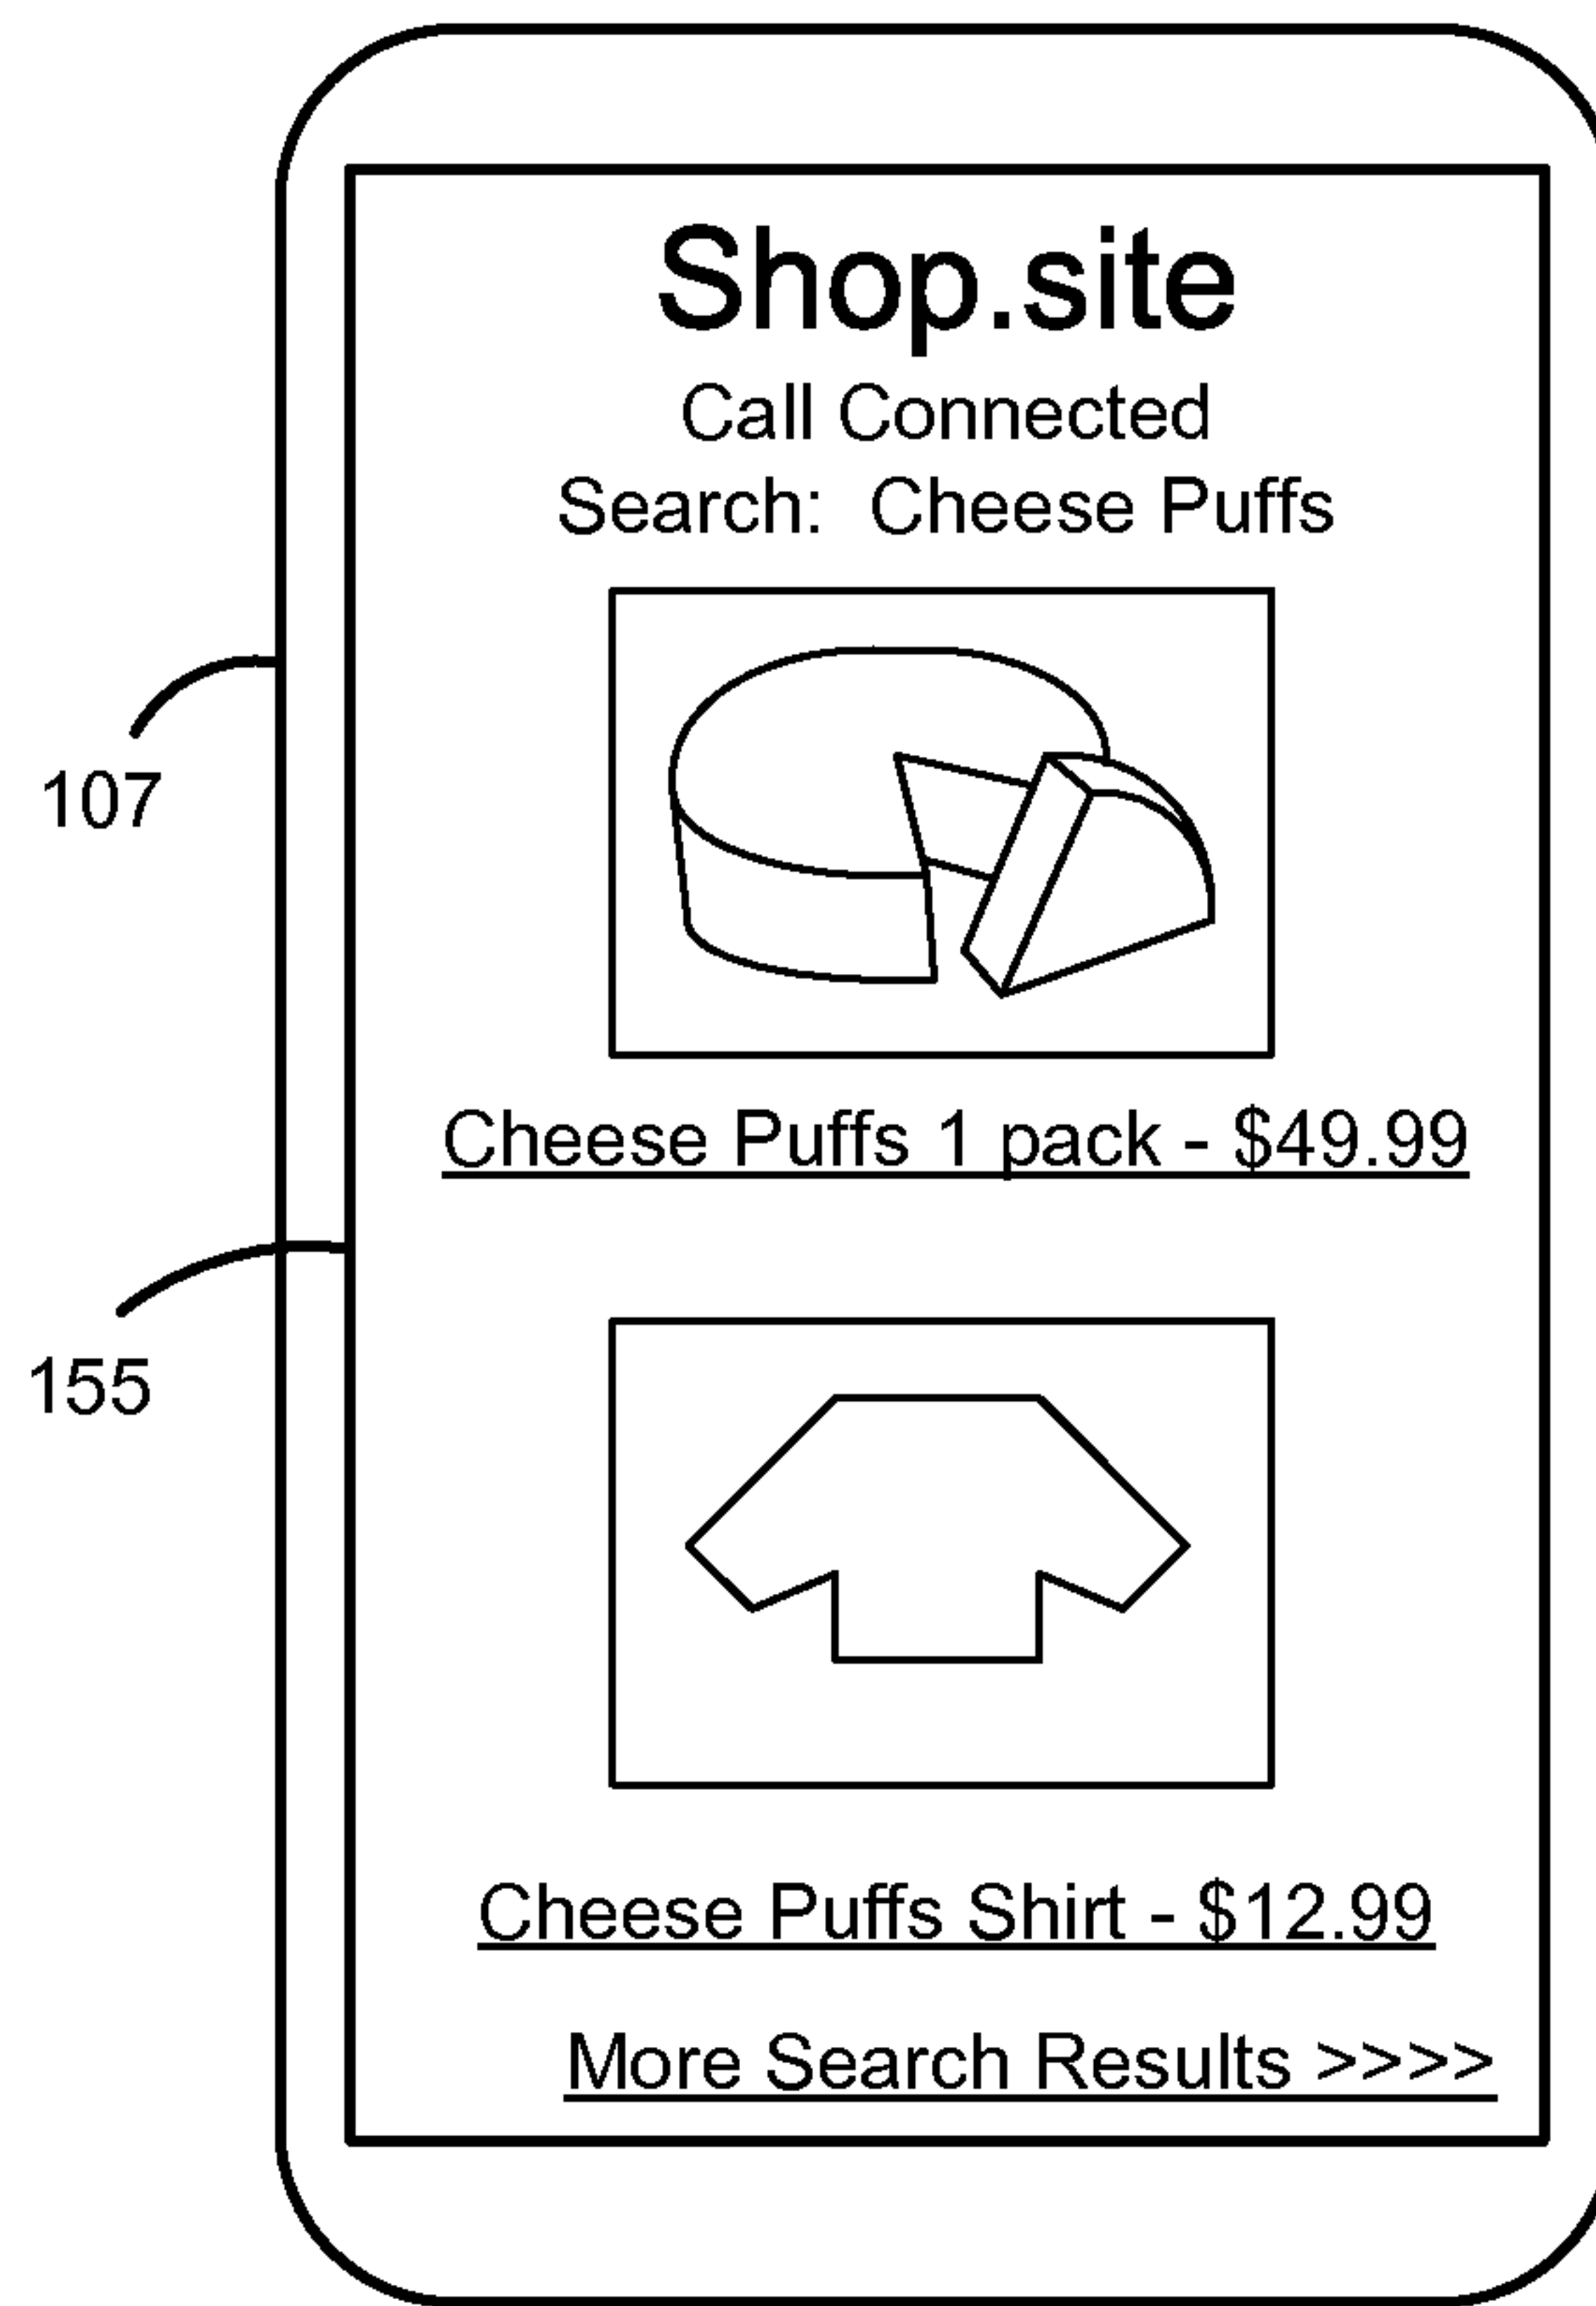 Shop.site
Call Connected
Search: Cheese Puffs
107
Cheese Puffs 1 pack - $49.99
155
Cheese Puffs Shirt - $12.99
More Search Results >>>>